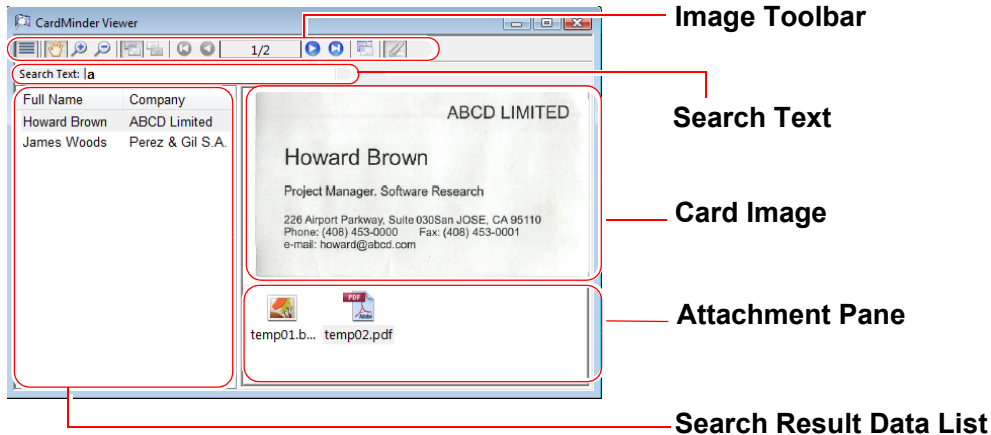 CardMinder Viewer
Image Toolbar
1/2
Search Text: a
Search Text
Full Name Company
Howard Brown ABCD Limited
James Woods Perez & Gil S.A.
ABCD LIMITED
Howard Brown
Project Manager. Software Research
226 Airport Parkway, Suite 030San JOSE, CA 95110
Phone: (408) 453-0000 Fax: (408) 453-0001
e-mail: howard@abcd.com
Card Image
PDF
Adobe
temp01.b... temp02.pdf
Attachment Pane
Search Result Data List